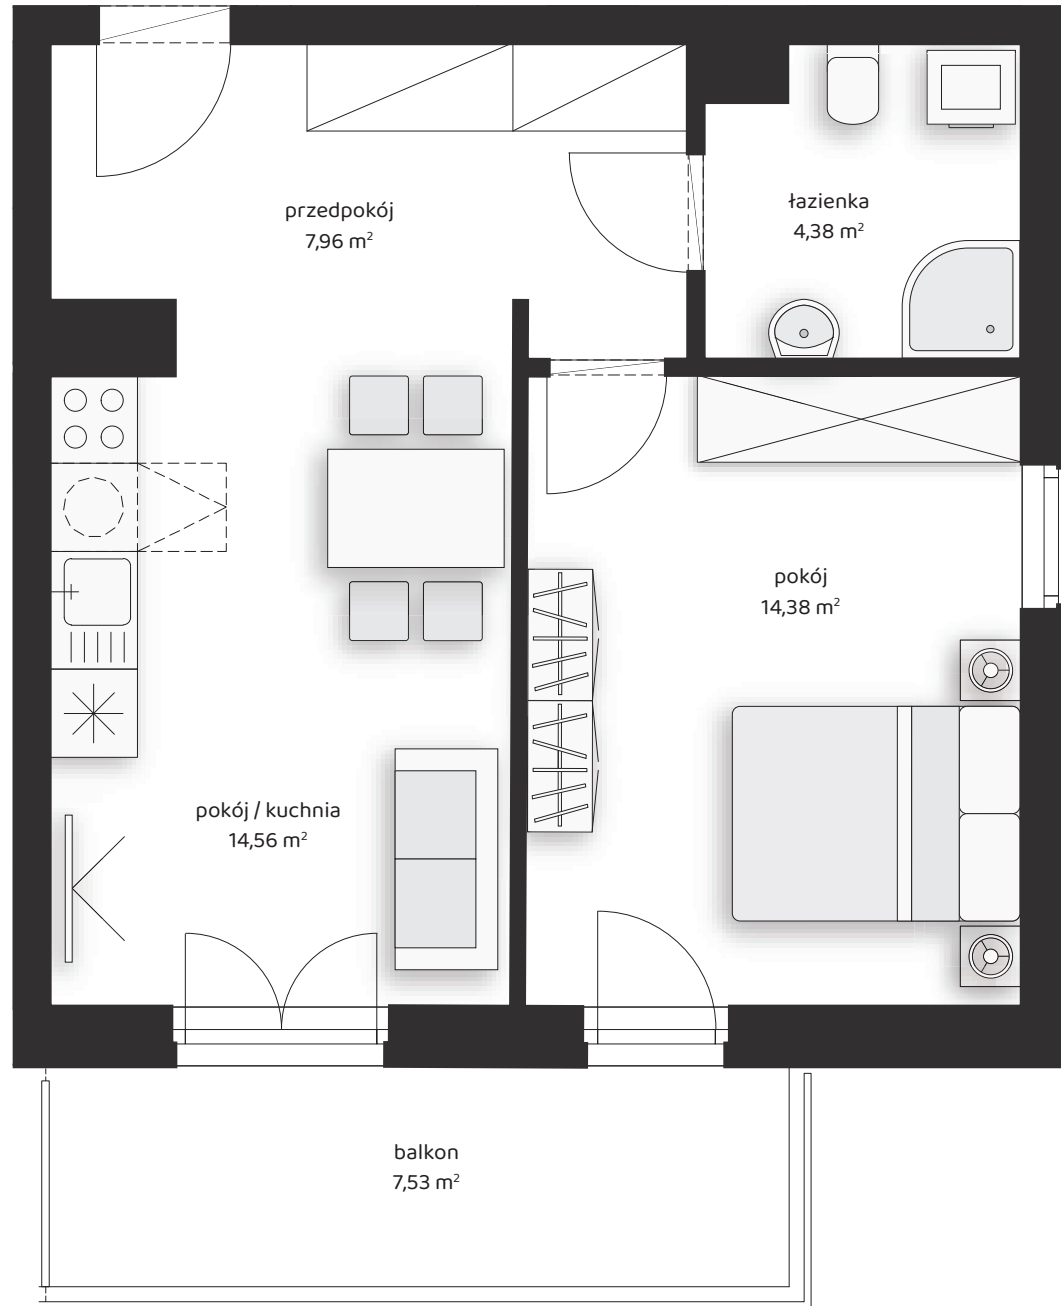 przedpokój
7,96 m²
łazienka
4,38 m²
pokój
14,38 m²
pokój / kuchnia
14,56 m²
balkon
7,53 m²